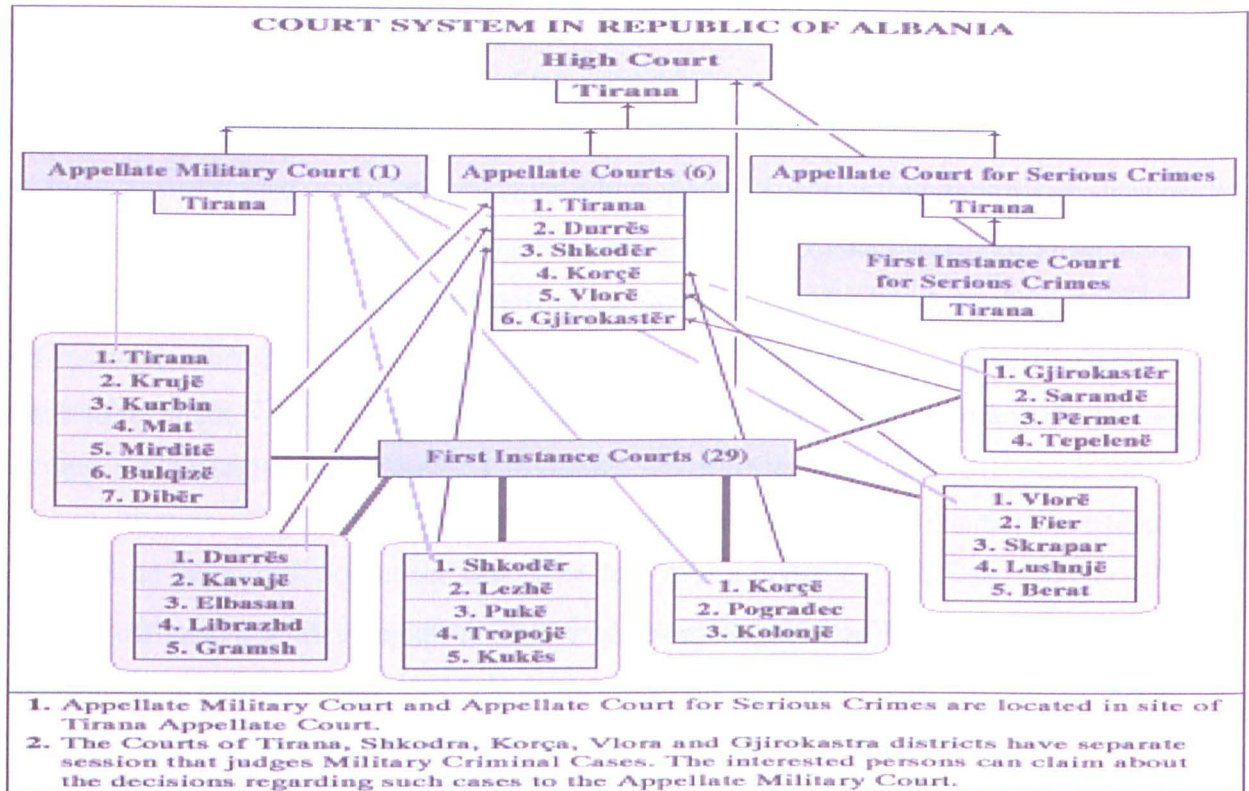 COURT SYSTEM IN REPUBLIC OF ALBANIA
High Court
Tirana
Appellate Military Court (1)
Tirana
Appellate Courts (6)
1. Tirana
2. Durrës
3. Shkodër
4. Korçë
5. Vlorë
6. Gjirokastër
Appellate Court for Serious Crimes
Tirana
First Instance Court
for Serious Crimes
Tirana
1. Tirana
2. Krujë
3. Kurbin
4. Mat
5. Mirditë
6. Bulqizë
7. Dibër
First Instance Courts (29)
1. Gjirokastër
2. Sarandë
3. Përmet
4. Tepelenë
1. Durrës
2. Kavajë
3. Elbasan
4. Librazhd
5. Gramsh
1. Shkodër
2. Lezhë
3. Pukë
4. Tropojë
5. Kukës
1. Korçë
2. Pogradec
3. Kolonjë
1. Vlorë
2. Fier
3. Skrapar
4. Lushnjë
5. Berat
1. Appellate Military Court and Appellate Court for Serious Crimes are located in site of
Tirana Appellate Court.
2. The Courts of Tirana, Shkodra, Korça, Vlora and Gjirokastra districts have separate
session that judges Military Criminal Cases. The interested persons can claim about
the decisions regarding such cases to the Appellate Military Court.